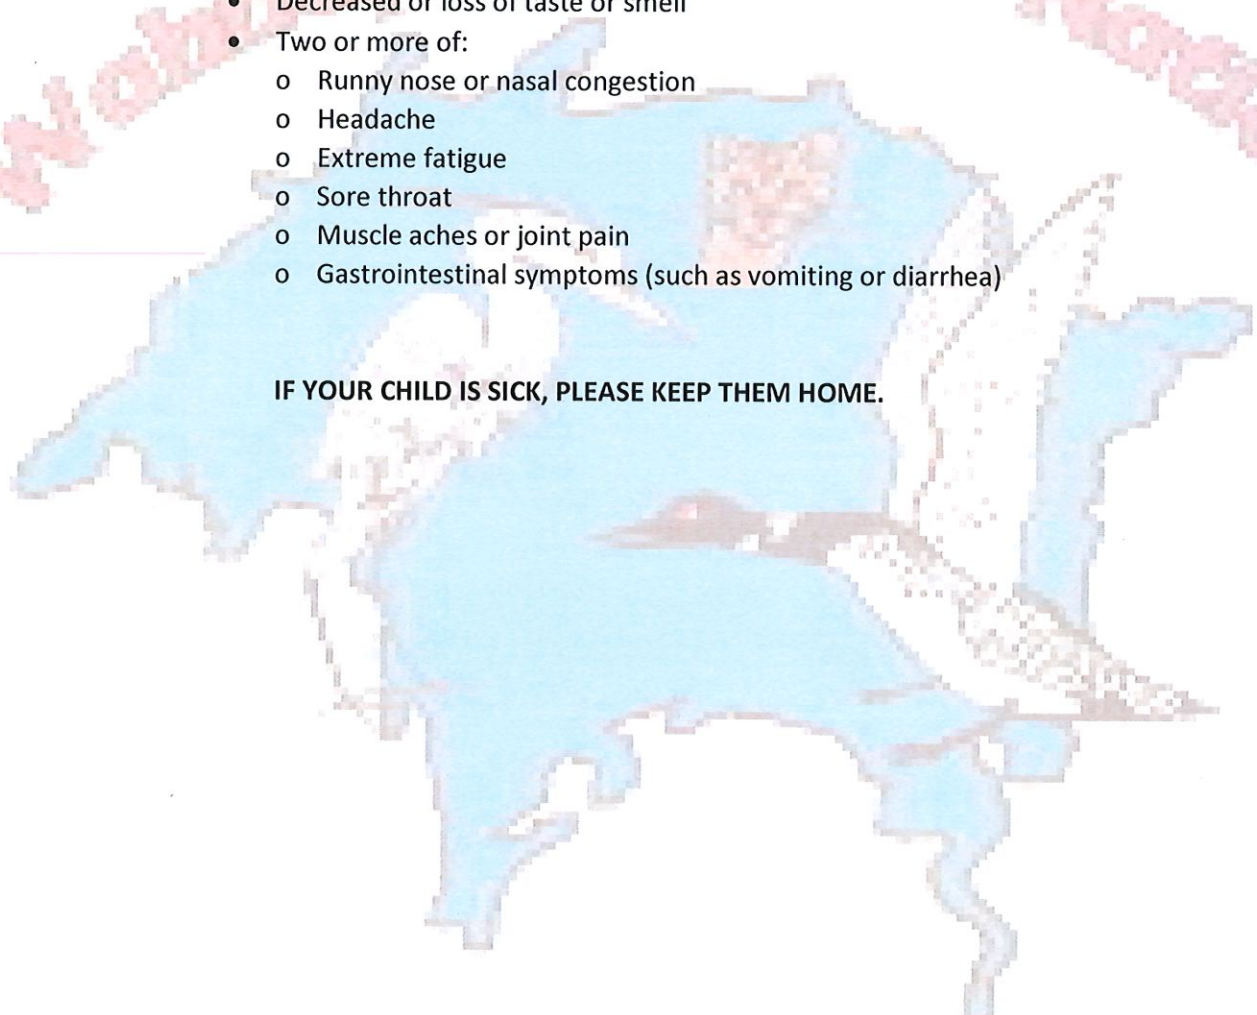 • Decreased or loss of taste or smell
• Two or more of:
o Runny nose or nasal congestion
o Headache
o Extreme fatigue
o Sore throat
o Muscle aches or joint pain
o Gastrointestinal symptoms (such as vomiting or diarrhea)
IF YOUR CHILD IS SICK, PLEASE KEEP THEM HOME.